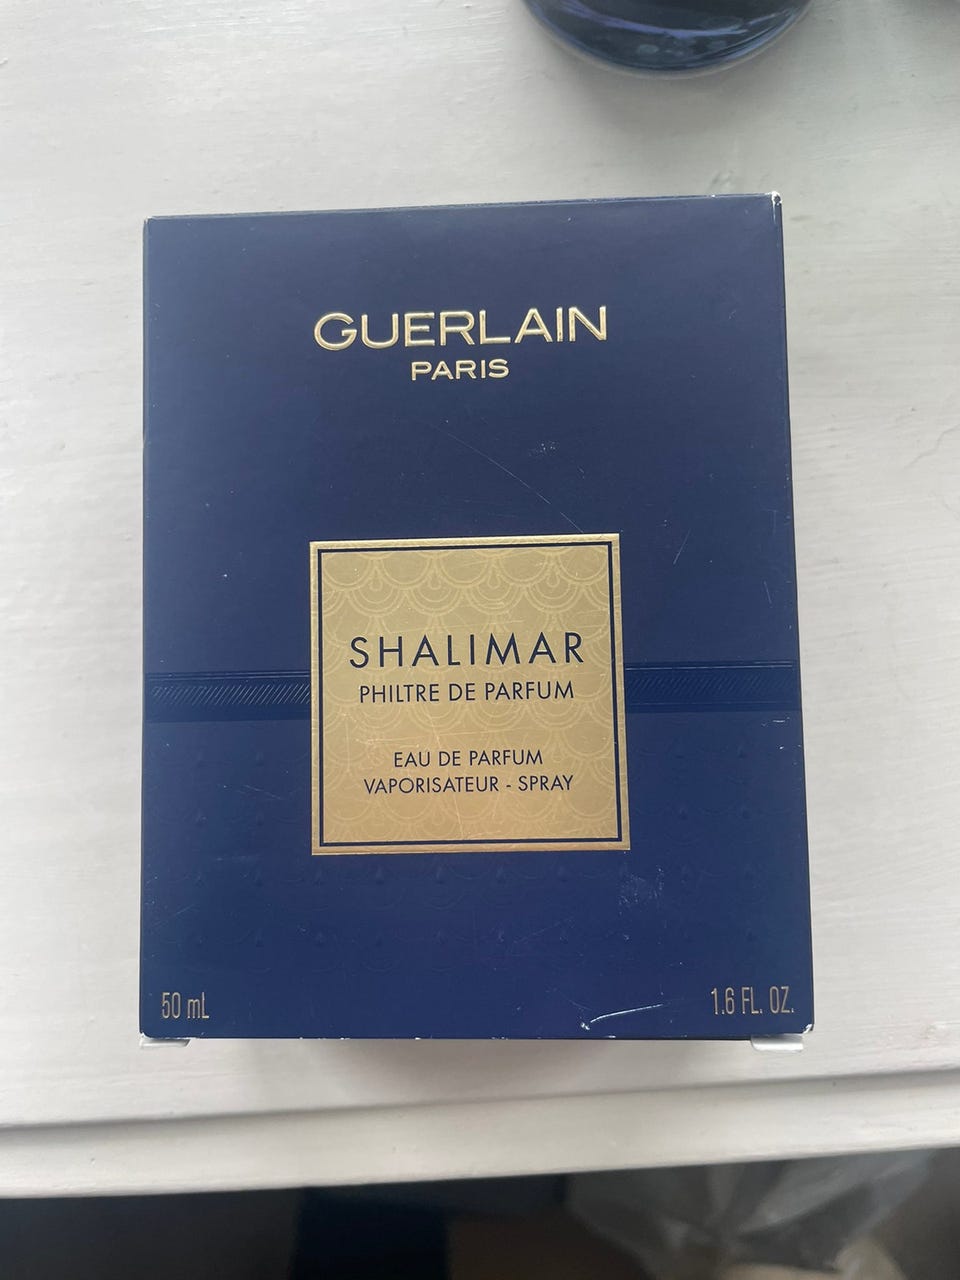 GUERLAIN
PARIS
SHALIMAR
PHILTRE DE PARFUM
EAU DE PARFUM
VAPORISATEUR - SPRAY
50 mL
1.6 FL. OZ.